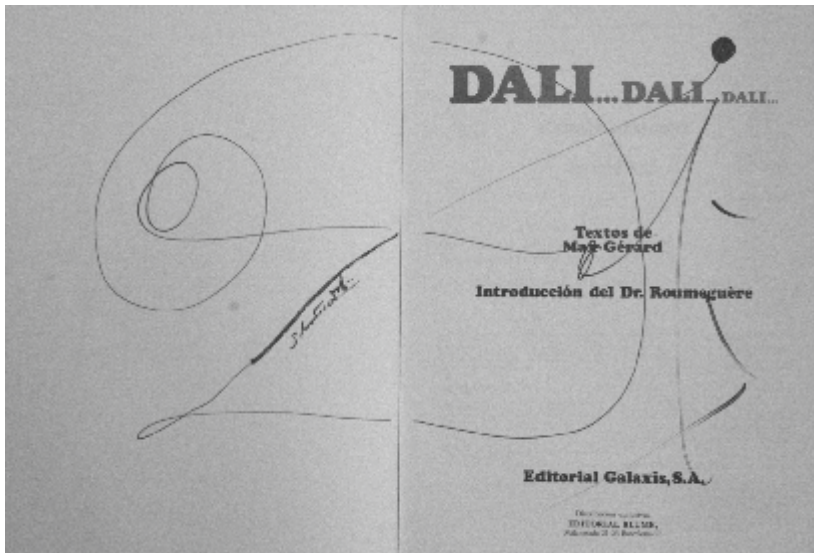 DALI... DALI... DALI...
Textos de
Max Gérard
Introducción del Dr. Roumeguère
Editorial Galaxis, S.A.
EDITORIAL BLUME,